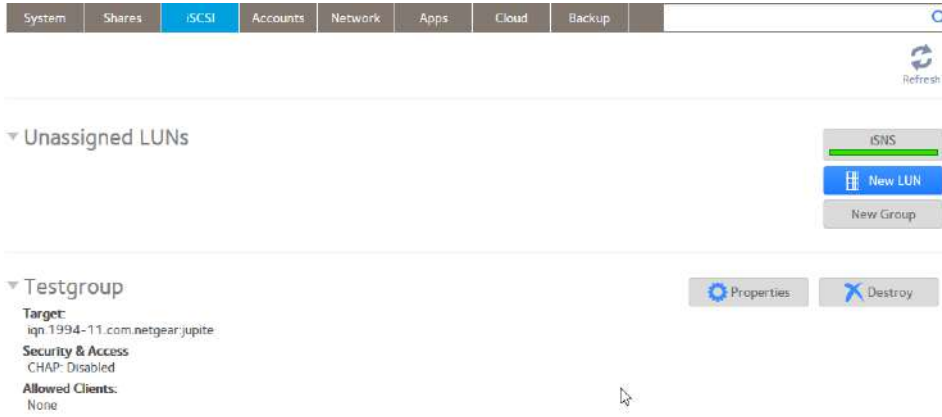 System Shares iSCSI Accounts Network Apps Cloud Backup
Refresh
Unassigned LUNs
iSNS
New LUN
New Group
Testgroup
Properties Destroy
Target:
iqn.1994-11.com.netgear:jupite
Security & Access
CHAP: Disabled
Allowed Clients:
None